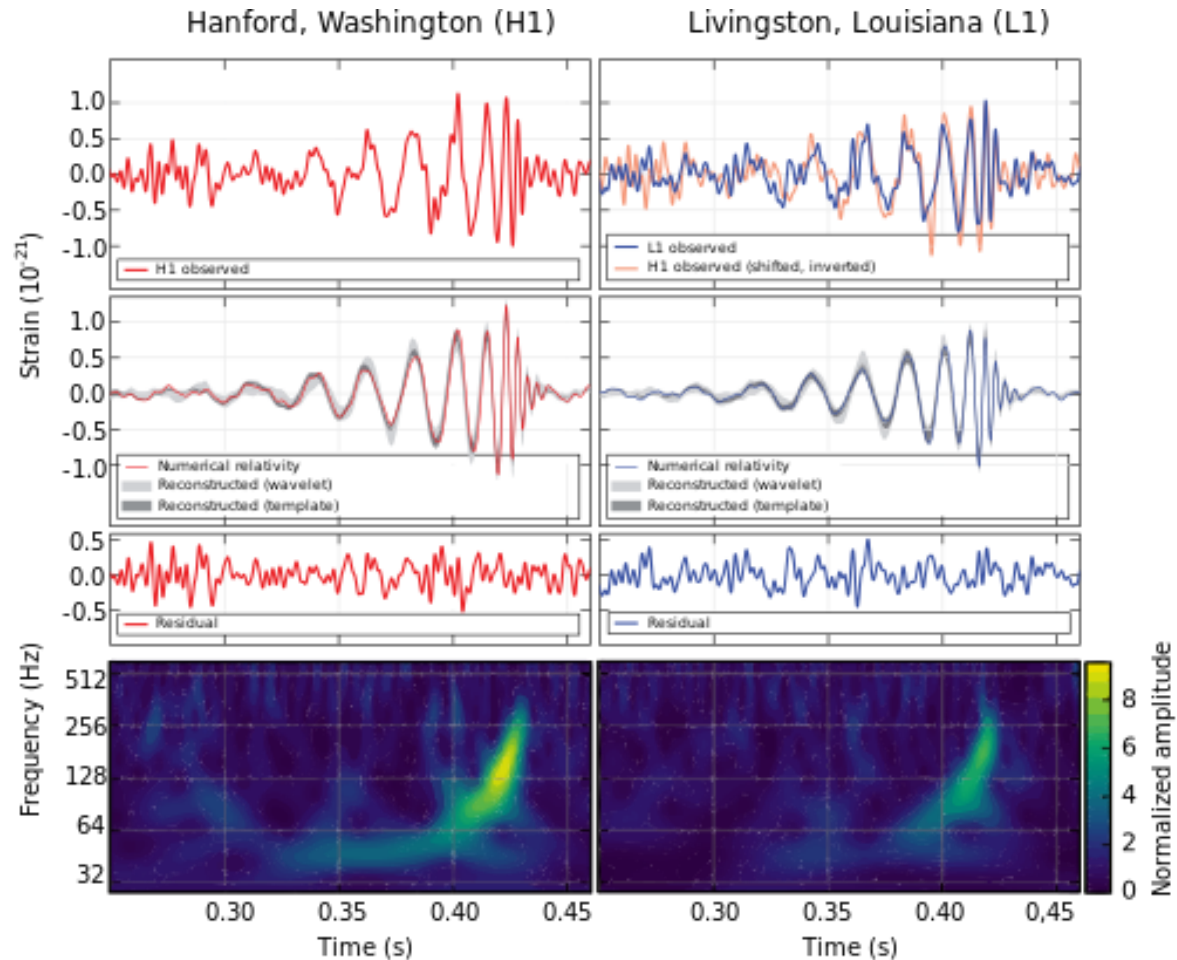 Hanford, Washington (H1)
Livingston, Louisiana (L1)
Strain (10-21)
1.0
0.5
0.0
-0.5
-1.0
H1 observed
L1 observed
H1 observed (shifted, inverted)
1.0
0.5
0.0
-0.5
-1.0
Numerical relativity
Reconstructed (wavelet)
Reconstructed (template)
Numerical relativity
Reconstructed (wavelet)
Reconstructed (template)
0.5
0.0
-0.5
Residual
Residual
Frequency (Hz)
512
256
128
64
32
8
6
4
2
0
Normalized amplitude
0.30
0.35
0.40
0.45
0.30
0.35
0.40
0,45
Time (s)
Time (s)